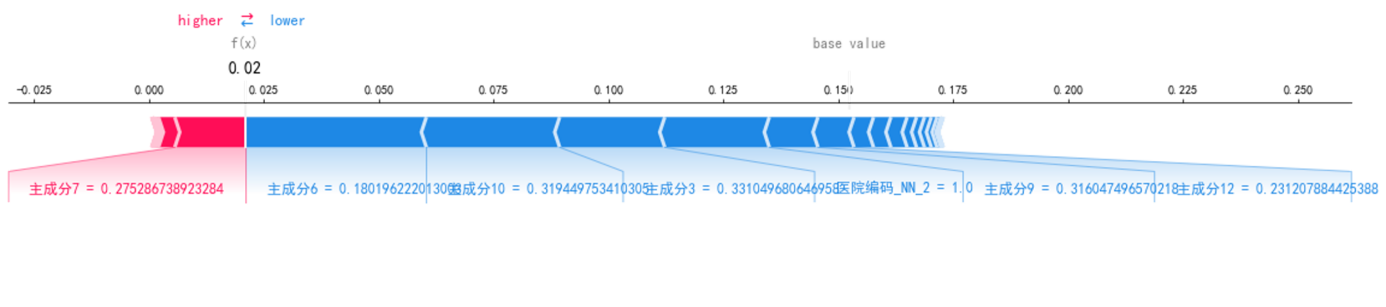 higher ⇄ lower
f(x)
base value
0.02
-0.025 0.000 0.025 0.050 0.075 0.100 0.125 0.150 0.175 0.200 0.225 0.250
主成分7 = 0.275286738923284 主成分6 = 0.180196222013008 主成分10 = 0.319449753410305 主成分3 = 0.331049680646958 医院编码_NN_2 = 1.0 主成分9 = 0.316047496570218 主成分12 = 0.231207884425388